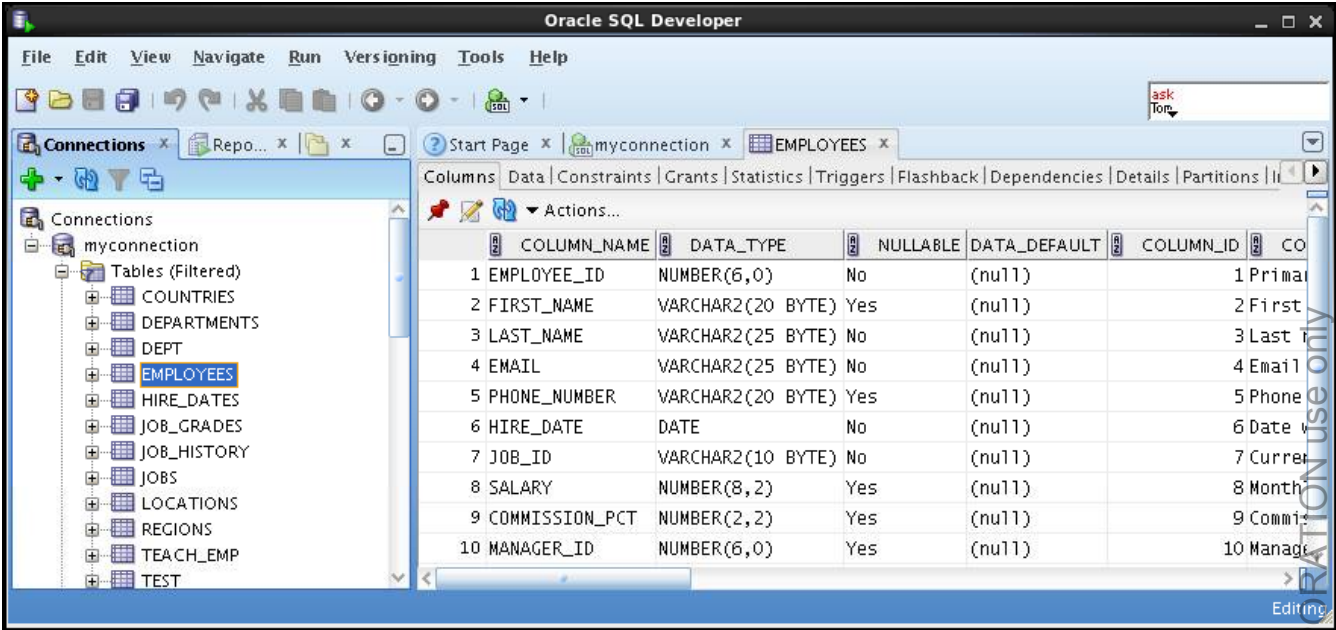 Oracle SQL Developer
File Edit View Navigate Run Versioning Tools Help
ask
Tom
Connections Repo...
Start Page myconnection EMPLOYEES
Columns Data Constraints Grants Statistics Triggers Flashback Dependencies Details Partitions
Actions...
Connections
myconnection
Tables (Filtered)
COUNTRIES
DEPARTMENTS
DEPT
EMPLOYEES
HIRE_DATES
JOB_GRADES
JOB_HISTORY
JOBS
LOCATIONS
REGIONS
TEACH_EMP
TEST
COLUMN_NAME DATA_TYPE NULLABLE DATA_DEFAULT COLUMN_ID CO
1 EMPLOYEE_ID NUMBER(6,0) No (null) 1 Primar
2 FIRST_NAME VARCHAR2(20 BYTE) Yes (null) 2 First
3 LAST_NAME VARCHAR2(25 BYTE) No (null) 3 Last
4 EMAIL VARCHAR2(25 BYTE) No (null) 4 Email
5 PHONE_NUMBER VARCHAR2(20 BYTE) Yes (null) 5 Phone
6 HIRE_DATE DATE No (null) 6 Date
7 JOB_ID VARCHAR2(10 BYTE) No (null) 7 Curren
8 SALARY NUMBER(8,2) Yes (null) 8 Month
9 COMMISSION_PCT NUMBER(2,2) Yes (null) 9 Commis
10 MANAGER_ID NUMBER(6,0) Yes (null) 10 Manage
Editing
ORATION use only